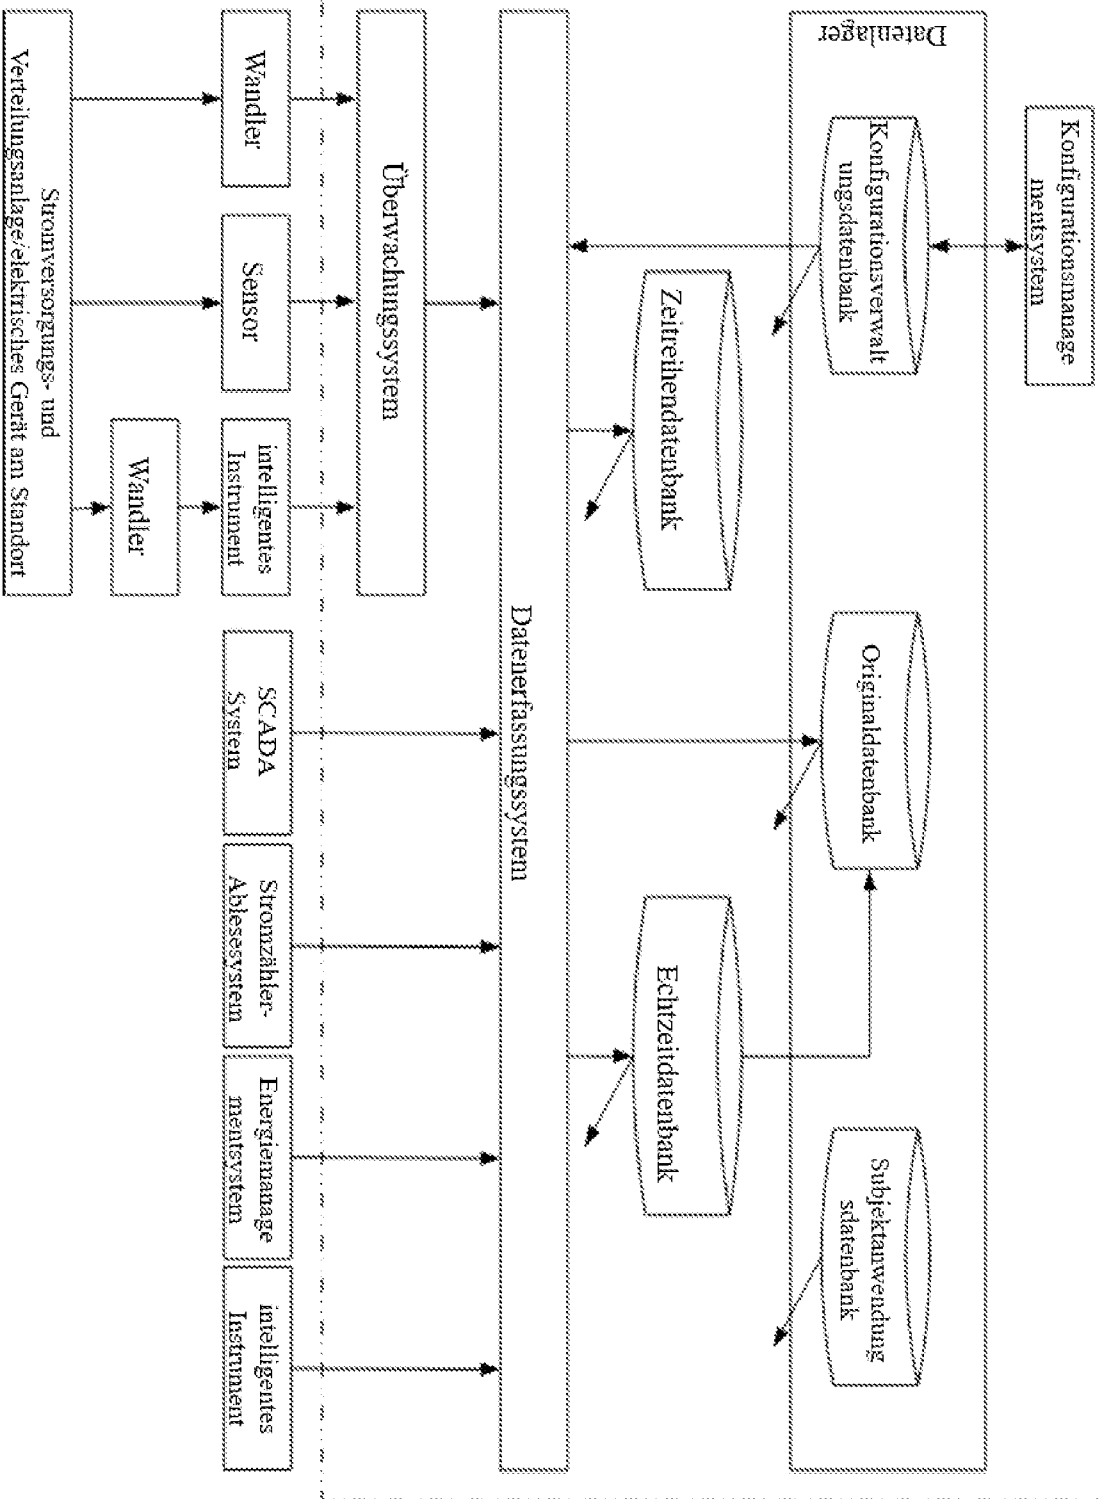 Konfigurationsmanage
mentsystem
Datenlager
Konfigurationsverwalt
ungsdatenbank
Originaldatenbank
Subjektanwendung
sdatenbank
Zeitreihendatenbank
Echtzeitdatenbank
Datenerfassungssystem
Überwachungssystem
Wandler
Sensor
intelligentes
Instrument
SCADA
System
Stromzähler-
Ablesesystem
Energiemanage
mentsystem
intelligentes
Instrument
Wandler
Stromversorgungs- und
Verteilungsanlage/elektrisches Gerät am Standort